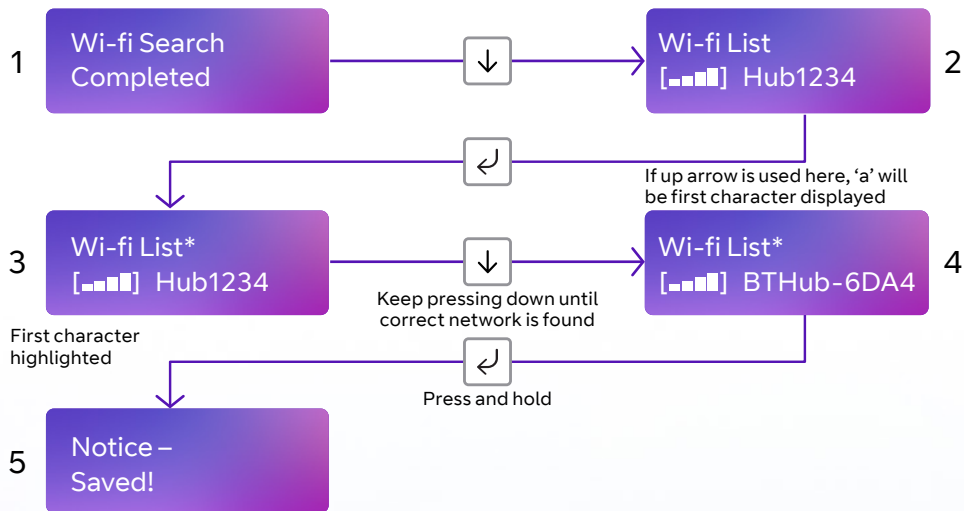 1
Wi-fi Search
Completed
Wi-fi List
[] Hub1234
2
If up arrow is used here, ‘a’ will
be first character displayed
3
Wi-fi List*
[] Hub1234
First character
highlighted
Keep pressing down until
correct network is found
Wi-fi List*
[] BTHub-6DA4
4
Press and hold
5
Notice –
Saved!